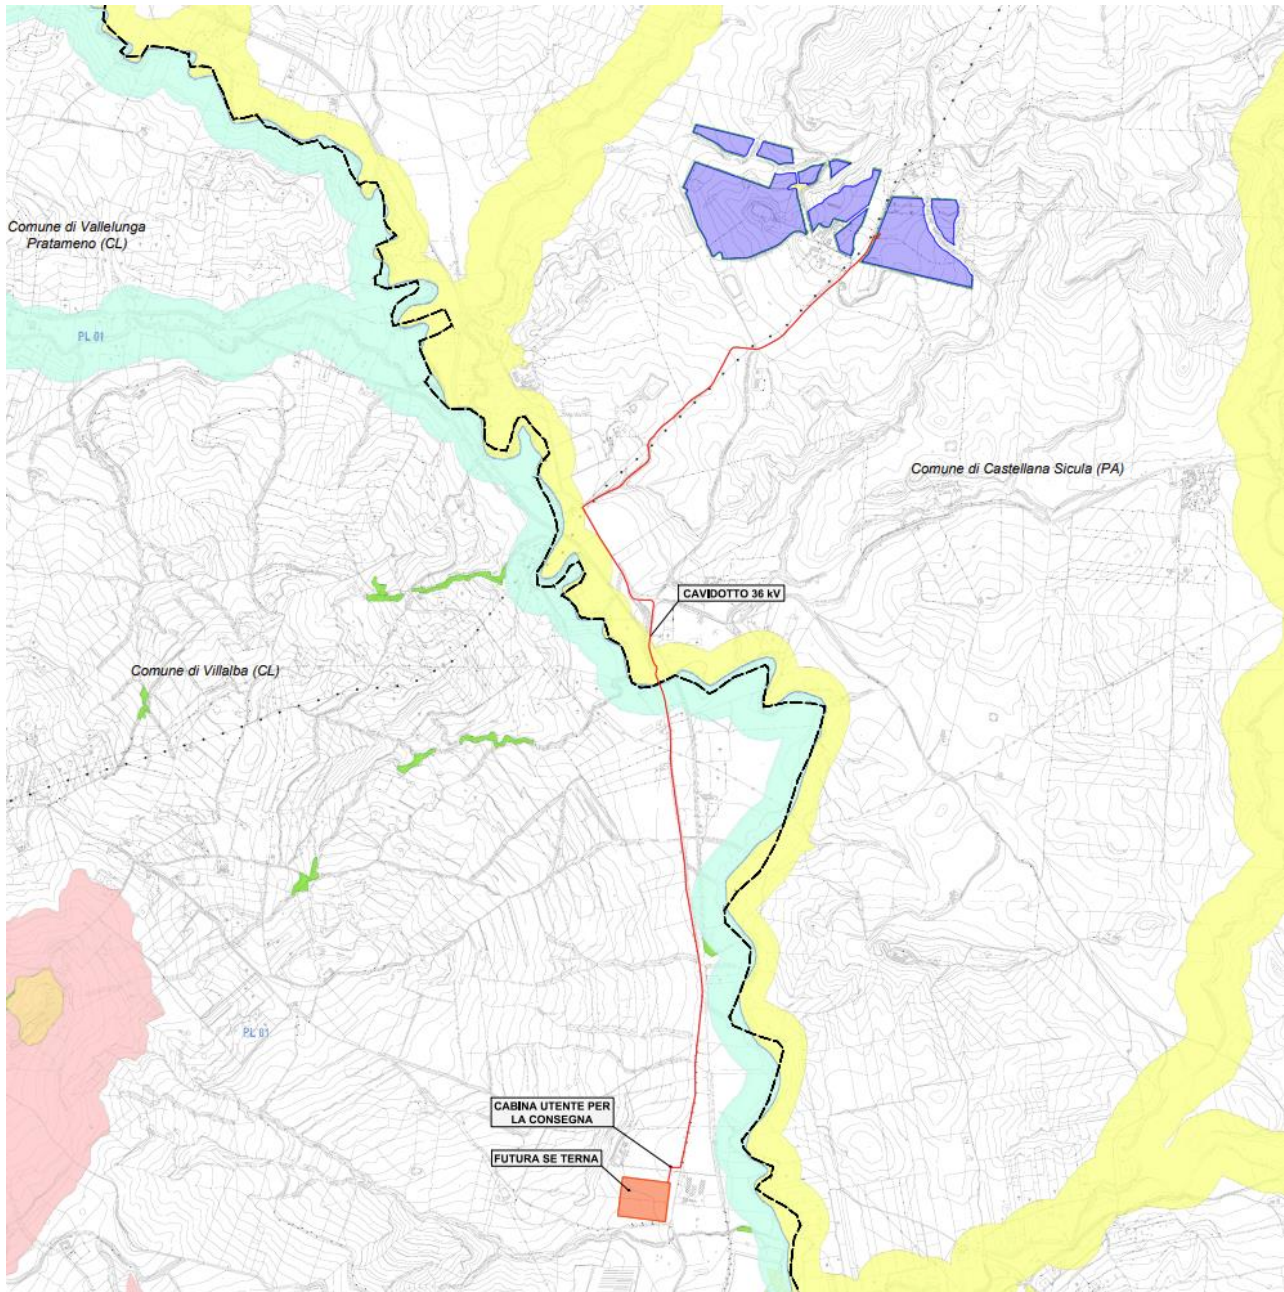 Comune di Vallelunga
Pratameno (CL)
PL 01
Comune di Castellana Sicula (PA)
CAVIDOTTO 36 kV
Comune di Villalba (CL)
PL 01
CABINA UTENTE PER
LA CONSEGNA
FUTURA SE TERNA